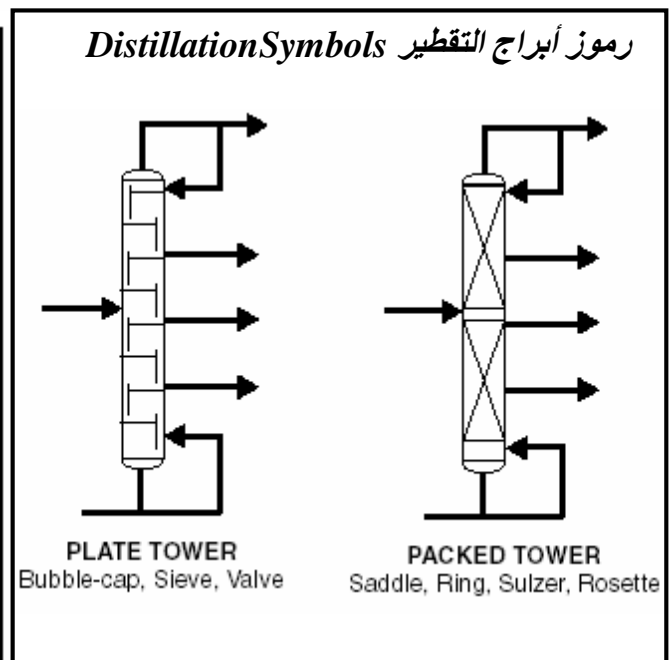 رموز أبراج التقطير DistillationSymbols
PLATE TOWER
Bubble-cap, Sieve, Valve
PACKED TOWER
Saddle, Ring, Sulzer, Rosette